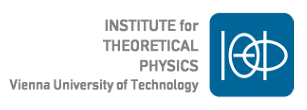 INSTITUTE for
THEORETICAL
PHYSICS
Vienna University of Technology